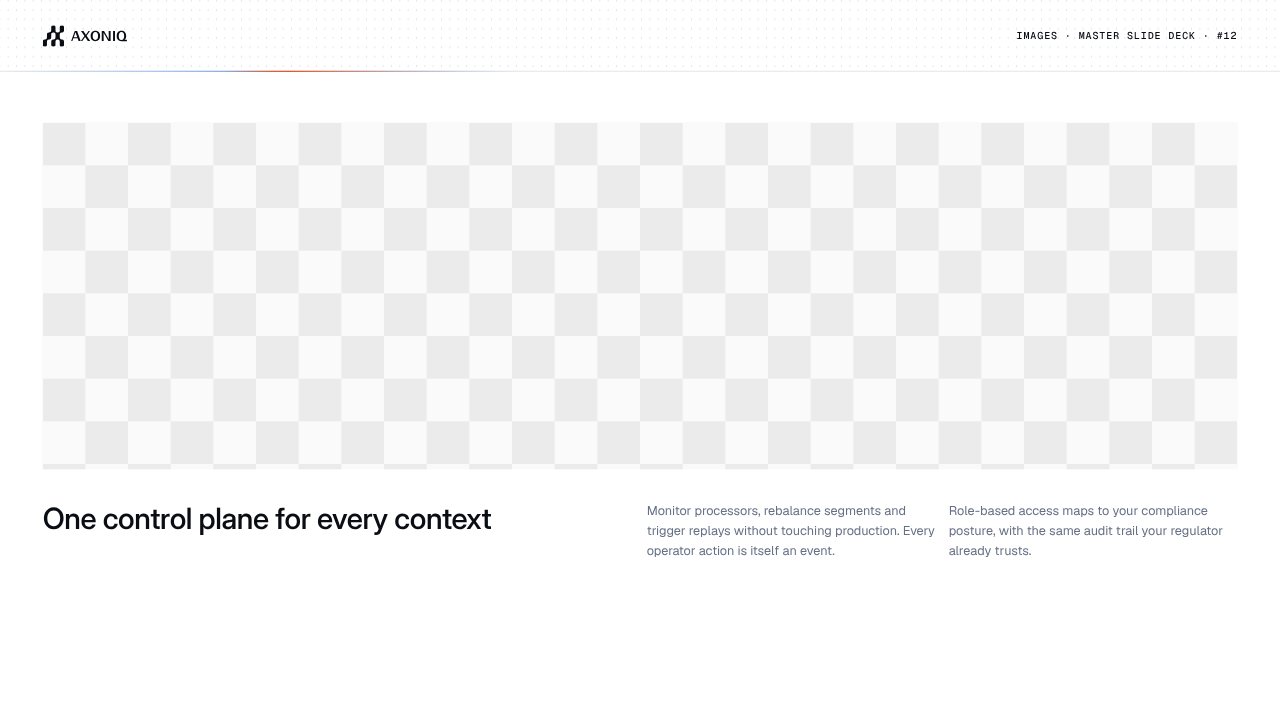 AXONIQ
IMAGES · MASTER SLIDE DECK · #12
One control plane for every context
Monitor processors, rebalance segments and
trigger replays without touching production. Every
operator action is itself an event.
Role-based access maps to your compliance
posture, with the same audit trail your regulator
already trusts.